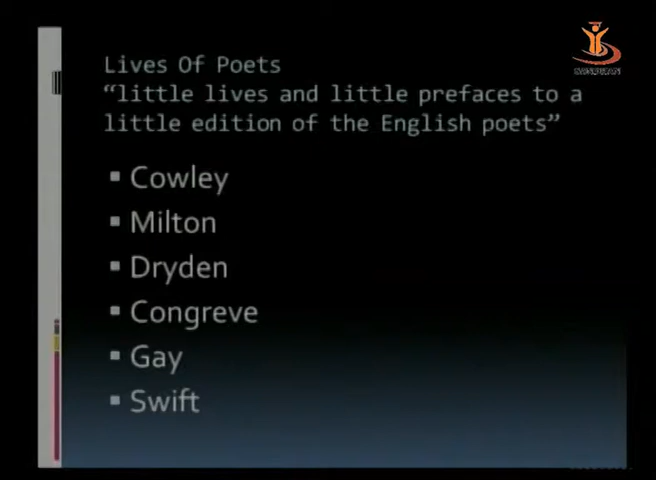 Lives Of Poets
“little lives and little prefaces to a
little edition of the English poets”
Cowley
Milton
Dryden
Congreve
Gay
Swift